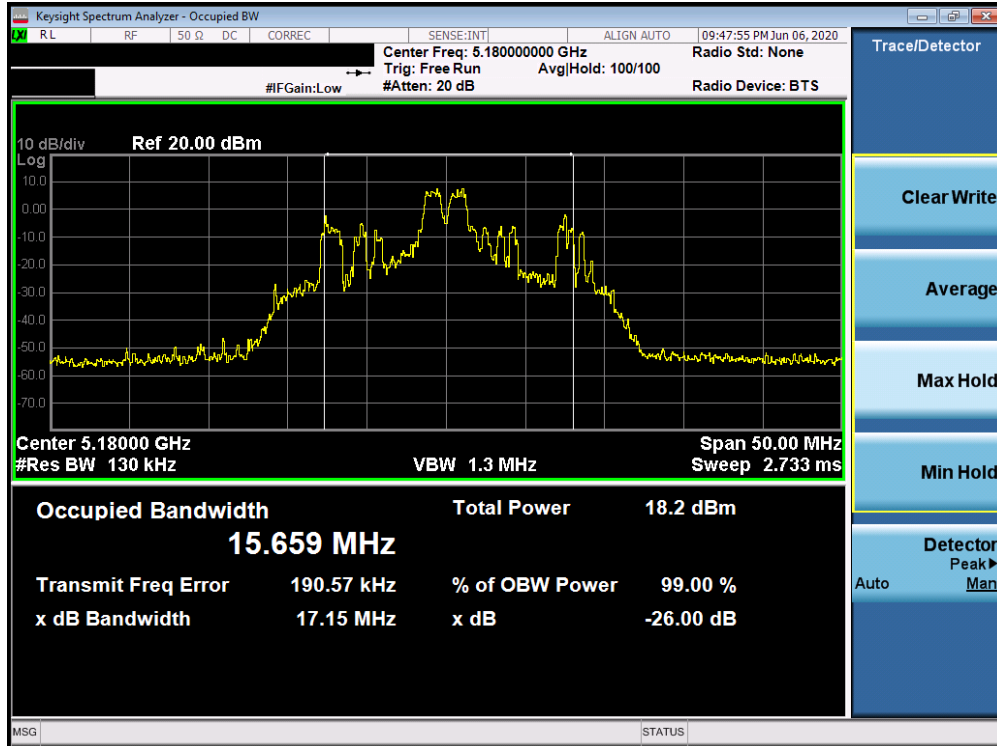 Keysight Spectrum Analyzer - Occupied BW
LXI RL RF 50 Ω DC CORREC SENSE:INT ALIGN AUTO 09:47:55 PM Jun 06, 2020
Center Freq: 5.180000000 GHz Radio Std: None
Trig: Free Run Avg|Hold: 100/100
#IFGain:Low #Atten: 20 dB Radio Device: BTS
Trace/Detector
10 dB/div Ref 20.00 dBm
Log
10.0
0.00
-10.0
-20.0
-30.0
-40.0
-50.0
-60.0
-70.0
Center 5.18000 GHz Span 50.00 MHz
#Res BW 130 kHz VBW 1.3 MHz Sweep 2.733 ms
Occupied Bandwidth Total Power 18.2 dBm
15.659 MHz
Transmit Freq Error 190.57 kHz % of OBW Power 99.00 %
x dB Bandwidth 17.15 MHz x dB -26.00 dB
Clear Write
Average
Max Hold
Min Hold
Detector
Peak▶
Auto Man
MSG STATUS